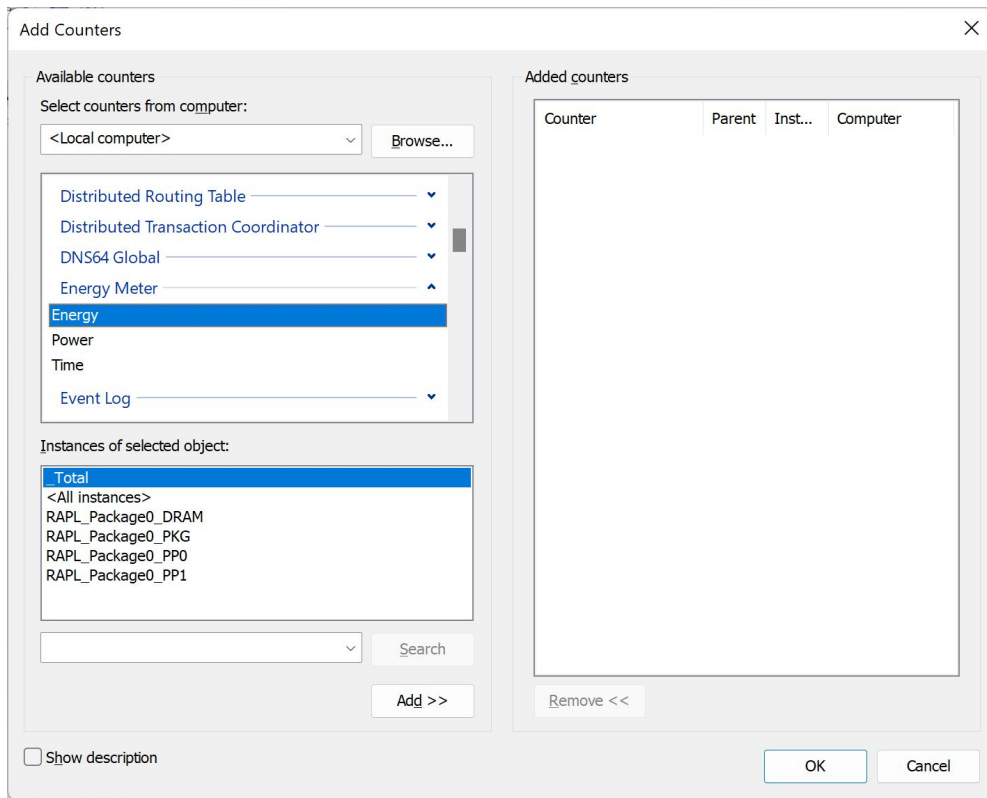 Add Counters
Available counters
Select counters from computer:
<Local computer>
Browse...
Distributed Routing Table
Distributed Transaction Coordinator
DNS64 Global
Energy Meter
Energy
Power
Time
Event Log
Instances of selected object:
_Total
<All instances>
RAPL_Package0_DRAM
RAPL_Package0_PKG
RAPL_Package0_PP0
RAPL_Package0_PP1
Search
Add >>
Show description
Added counters
Counter Parent Inst... Computer
Remove <<
OK
Cancel